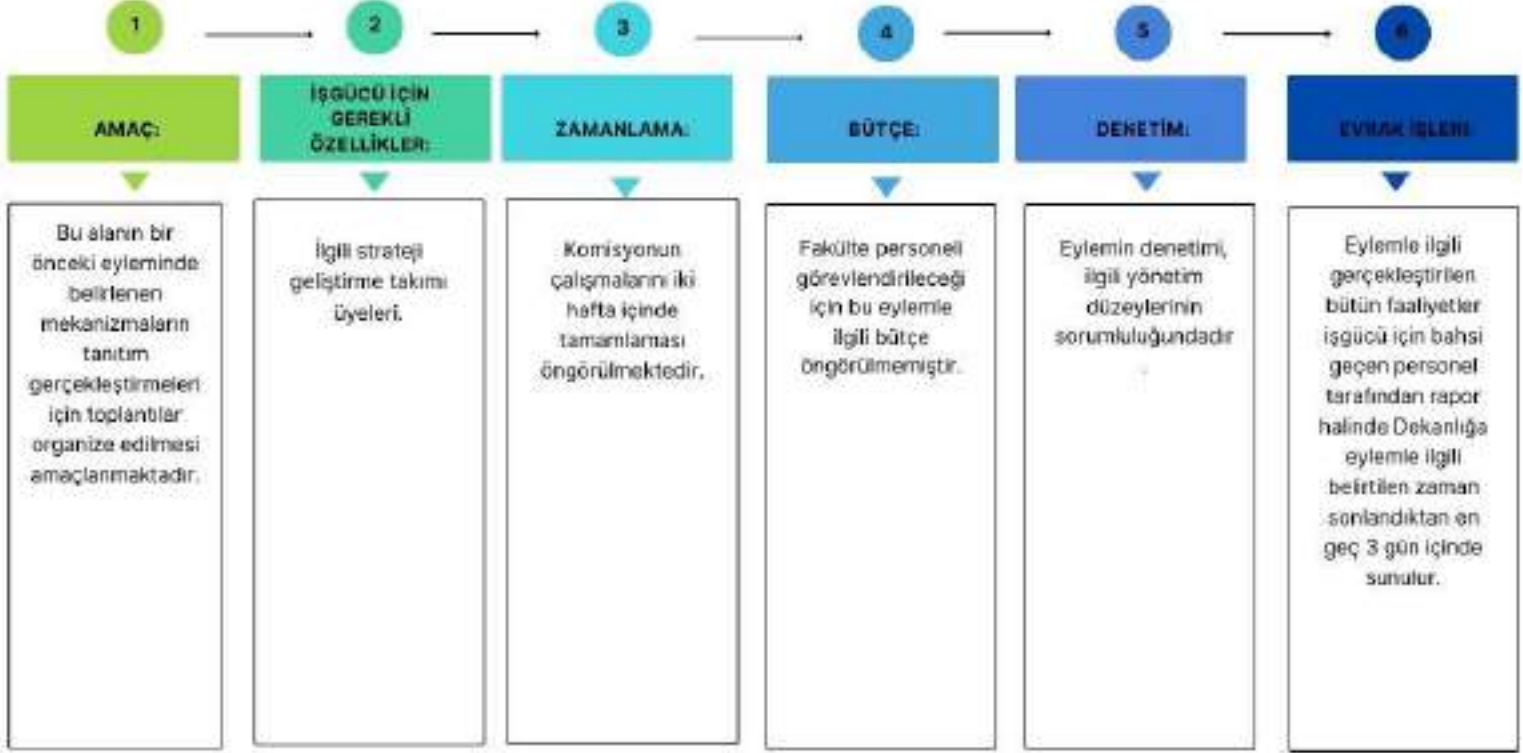 1
2
3
4
5
6
AMAÇ:
İŞGÜCÜ İÇİN
GEREKLİ
ÖZELLİKLER:
ZAMANLAMA:
BÜTÇE:
DENETİM:
EVRAK İŞLERİ:
Bu alanın bir
önceki eyleminde
belirlenen
mekanizmaların
tanıtım
gerçekleştirmeleri
için toplantılar
organize edilmesi
amaçlanmaktadır.
İlgili strateji
geliştirme takımı
üyeleri.
Komisyonun
çalışmalarını iki
hafta içinde
tamamlaması
öngörülmektedir.
Fakülte personeli
görevlendirileceği
için bu eylemle
ilgili bütçe
öngörülmemiştir.
Eylemin denetimi,
ilgili yönetim
düzeylerinin
sorumluluğundadır
.
Eylemle ilgili
gerçekleştirilen
bütün faaliyetler
işgücü için bahsi
geçen personel
tarafından rapor
halinde Dekanlığa
eylemle ilgili
belirtilen zaman
sonlandıktan en
geç 3 gün içinde
sunulur.